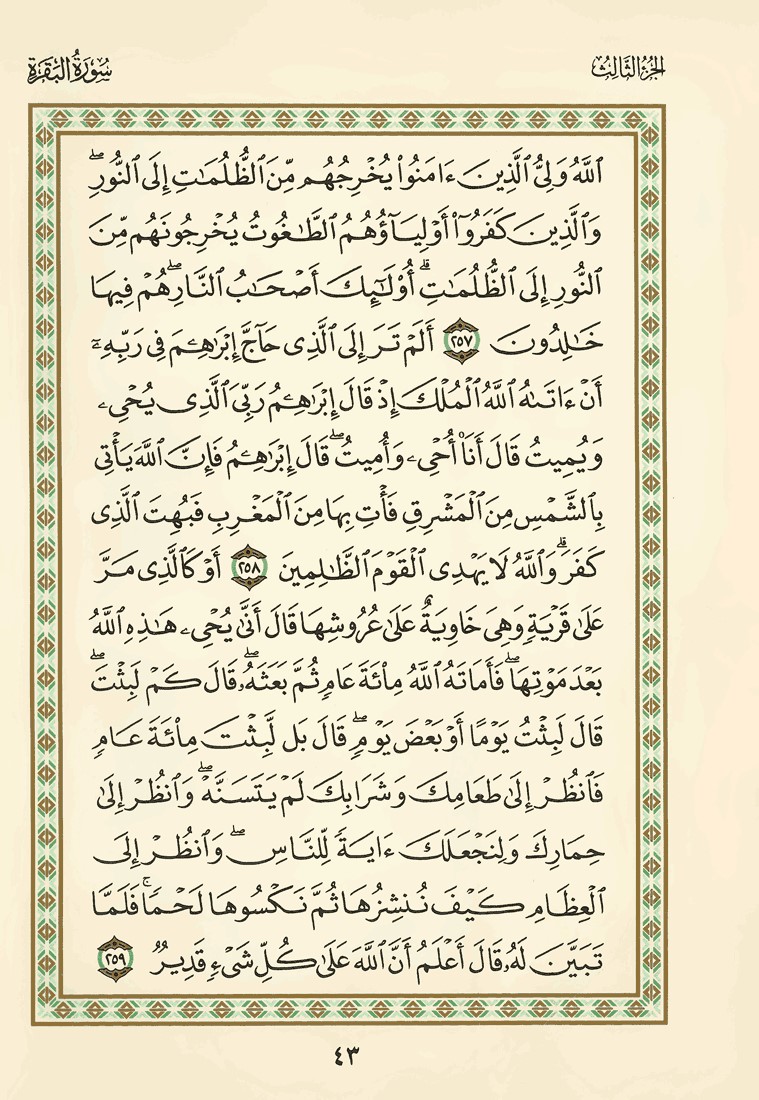 الجزء الثالث
سورة البقرة
ٱللَّهُ وَلِىُّ ٱلَّذِينَ ءَامَنُوا۟ يُخْرِجُهُم مِّنَ ٱلظُّلُمَـٰتِ إِلَى ٱلنُّورِ ۖ
وَٱلَّذِينَ كَفَرُوٓا۟ أَوْلِيَآؤُهُمُ ٱلطَّـٰغُوتُ يُخْرِجُونَهُم مِّنَ
ٱلنُّورِ إِلَى ٱلظُّلُمَـٰتِ ۗ أُو۟لَـٰٓئِكَ أَصْحَـٰبُ ٱلنَّارِ ۖ هُمْ فِيهَا
خَـٰلِدُونَ ٢٥٧ أَلَمْ تَرَ إِلَى ٱلَّذِى حَآجَّ إِبْرَٰهِـۧمَ فِى رَبِّهِۦٓ
أَنْ ءَاتَىٰهُ ٱللَّهُ ٱلْمُلْكَ إِذْ قَالَ إِبْرَٰهِـۧمُ رَبِّىَ ٱلَّذِى يُحْىِۦ
وَيُمِيتُ قَالَ أَنَا۠ أُحْىِۦ وَأُمِيتُ ۖ قَالَ إِبْرَٰهِـۧمُ فَإِنَّ ٱللَّهَ يَأْتِى
بِٱلشَّمْسِ مِنَ ٱلْمَشْرِقِ فَأْتِ بِهَا مِنَ ٱلْمَغْرِبِ فَبُهِتَ ٱلَّذِى
كَفَرَ ۗ وَٱللَّهُ لَا يَهْدِى ٱلْقَوْمَ ٱلظَّـٰلِمِينَ ٢٥٨ أَوْ كَٱلَّذِى مَرَّ
عَلَىٰ قَرْيَةٍ وَهِىَ خَاوِيَةٌ عَلَىٰ عُرُوشِهَا قَالَ أَنَّىٰ يُحْىِۦ هَـٰذِهِ ٱللَّهُ
بَعْدَ مَوْتِهَا ۖ فَأَمَاتَهُ ٱللَّهُ مِا۟ئَةَ عَامٍ ثُمَّ بَعَثَهُۥ ۖ قَالَ كَمْ لَبِثْتَ ۖ
قَالَ لَبِثْتُ يَوْمًا أَوْ بَعْضَ يَوْمٍ ۖ قَالَ بَل لَّبِثْتَ مِا۟ئَةَ عَامٍ
فَٱنظُرْ إِلَىٰ طَعَامِكَ وَشَرَابِكَ لَمْ يَتَسَنَّهْ ۖ وَٱنظُرْ إِلَىٰ
حِمَارِكَ وَلِنَجْعَلَكَ ءَايَةً لِّلنَّاسِ ۖ وَٱنظُرْ إِلَى
ٱلْعِظَامِ كَيْفَ نُنشِزُهَا ثُمَّ نَكْسُوهَا لَحْمًا ۚ فَلَمَّا
تَبَيَّنَ لَهُۥ قَالَ أَعْلَمُ أَنَّ ٱللَّهَ عَلَىٰ كُلِّ شَىْءٍ قَدِيرٌ ٢٥٩
٤٣